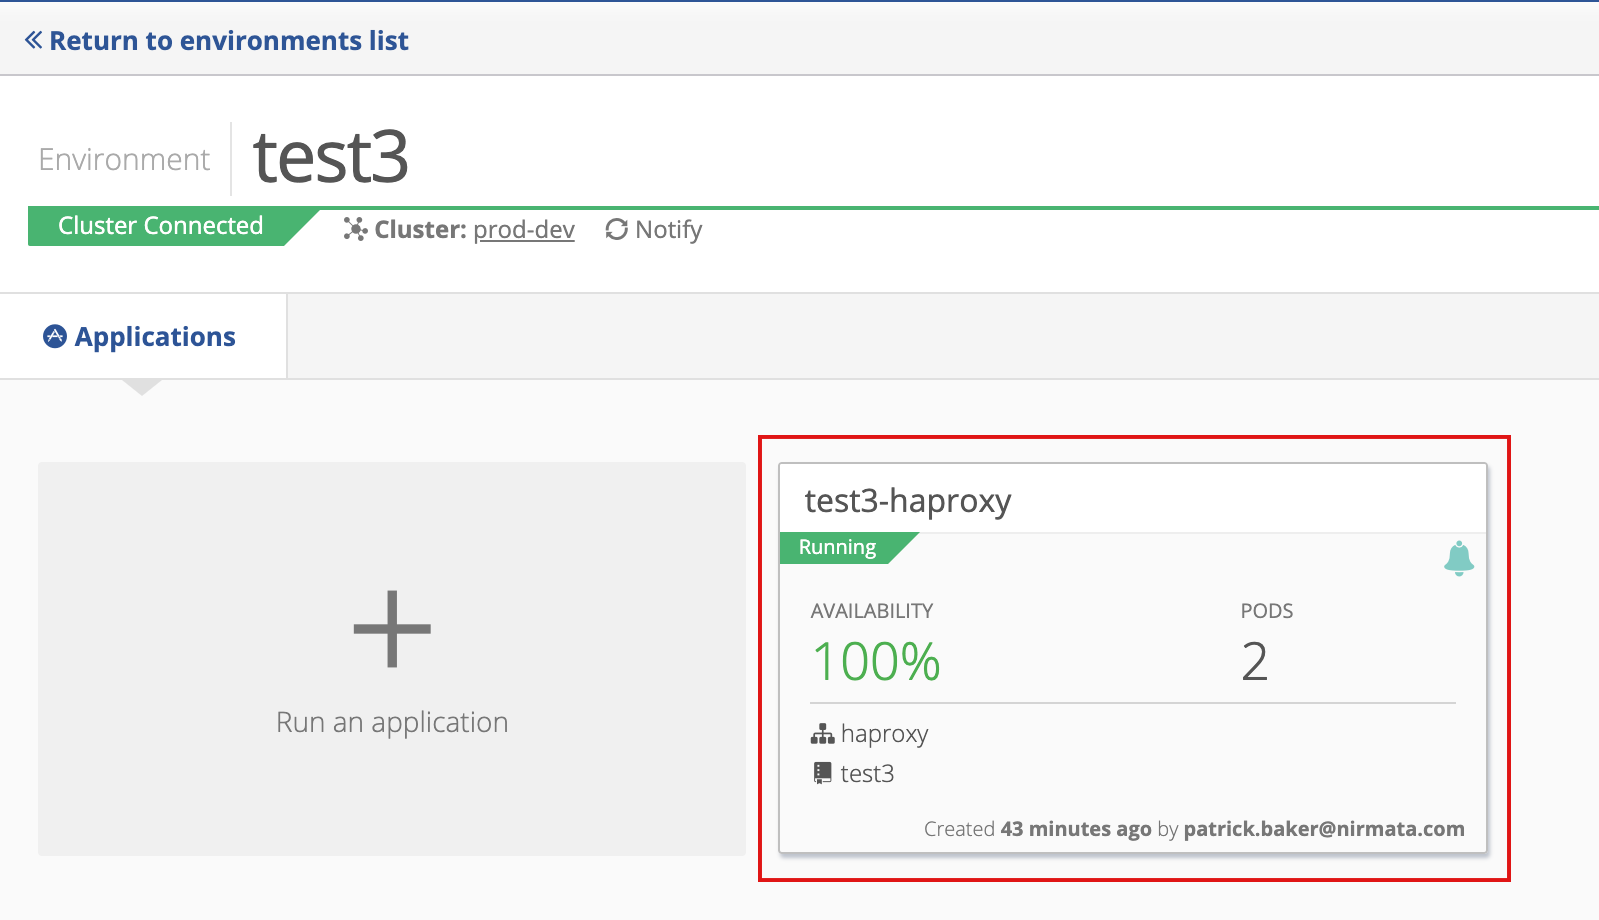 Return to environments list
Environment test3
Cluster Connected Cluster: prod-dev Notify
Applications
Run an application
test3-haproxy
Running
AVAILABILITY PODS
100% 2
haproxy
test3
Created 43 minutes ago by patrick.baker@nirmata.com